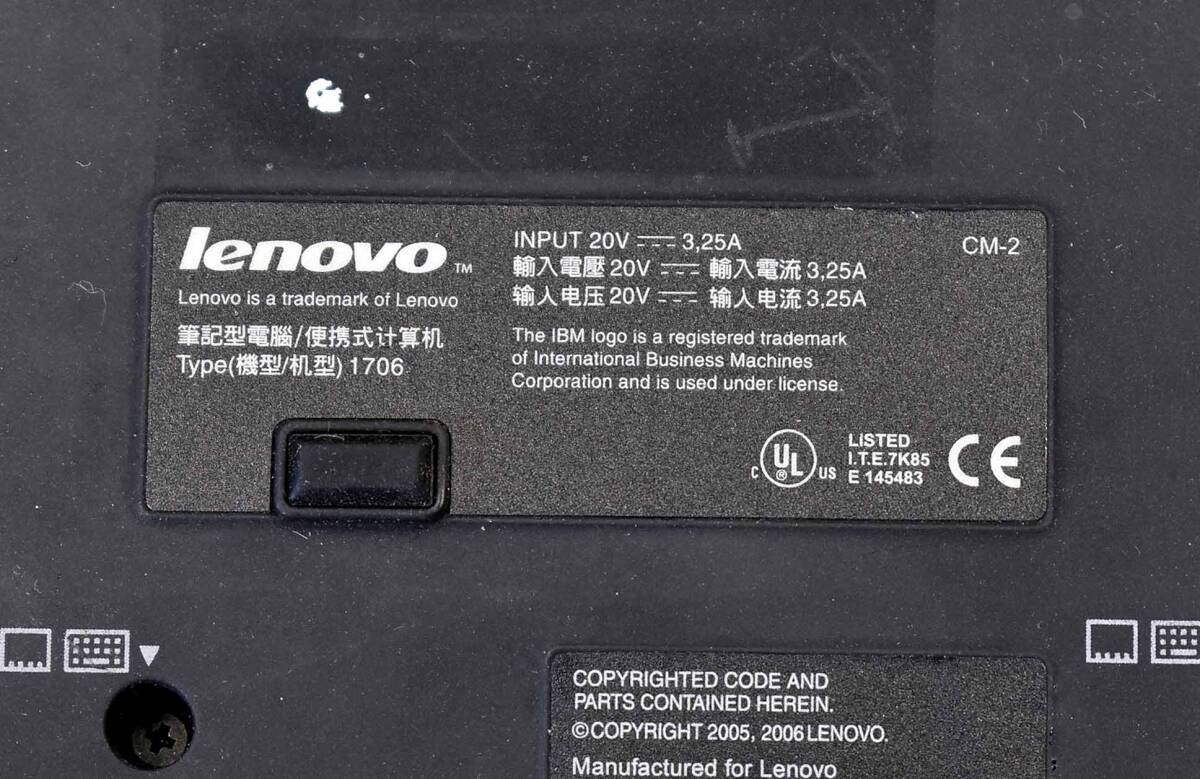 lenovo™
Lenovo is a trademark of Lenovo
筆記型電腦/便携式计算机
Type(機型/机型) 1706
INPUT 20V ⎓ 3,25A
輸入電壓 20V ⎓ 輸入電流 3,25A
输入电压 20V ⎓ 输入电流 3,25A
The IBM logo is a registered trademark
of International Business Machines
Corporation and is used under license.
CM-2
C UL ® US
LISTED
I.T.E.7K85
E 145483
CE
COPYRIGHTED CODE AND
PARTS CONTAINED HEREIN.
©COPYRIGHT 2005, 2006 LENOVO.
Manufactured for Lenovo